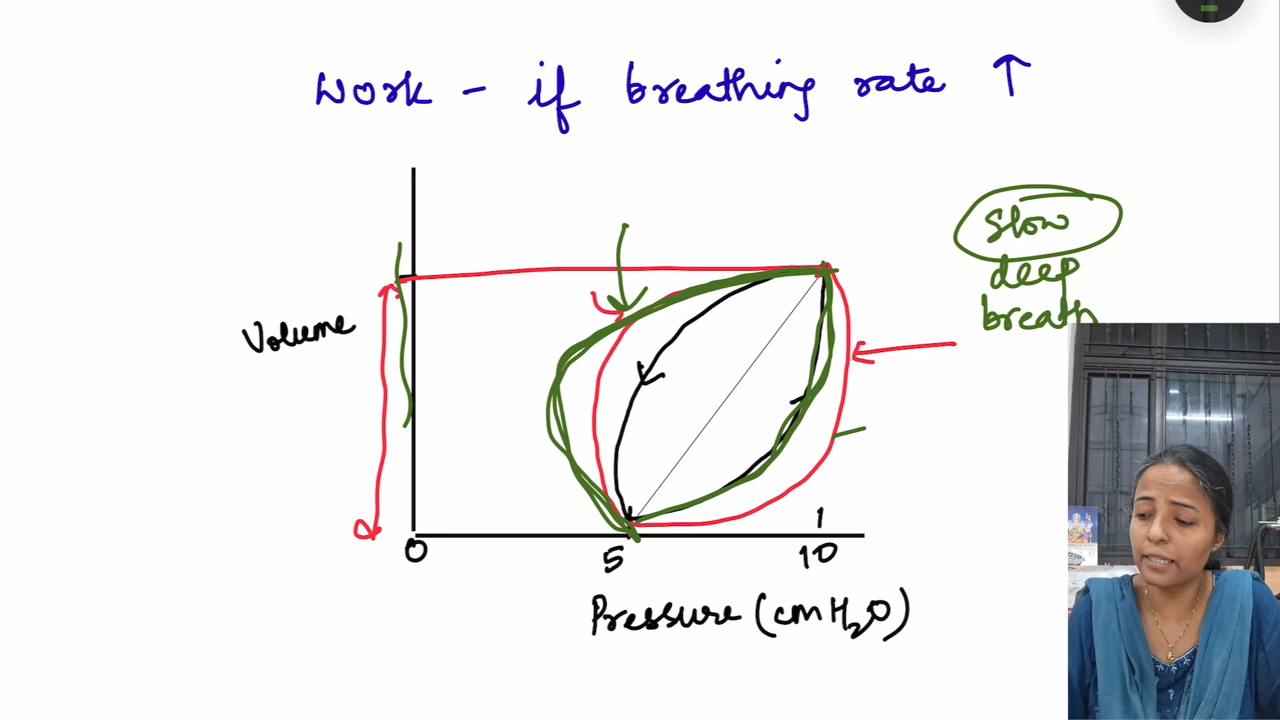 Work - if breathing rate ↑
Slow
deep
breath
Volume
0
5
10
Pressure (cmH₂O)